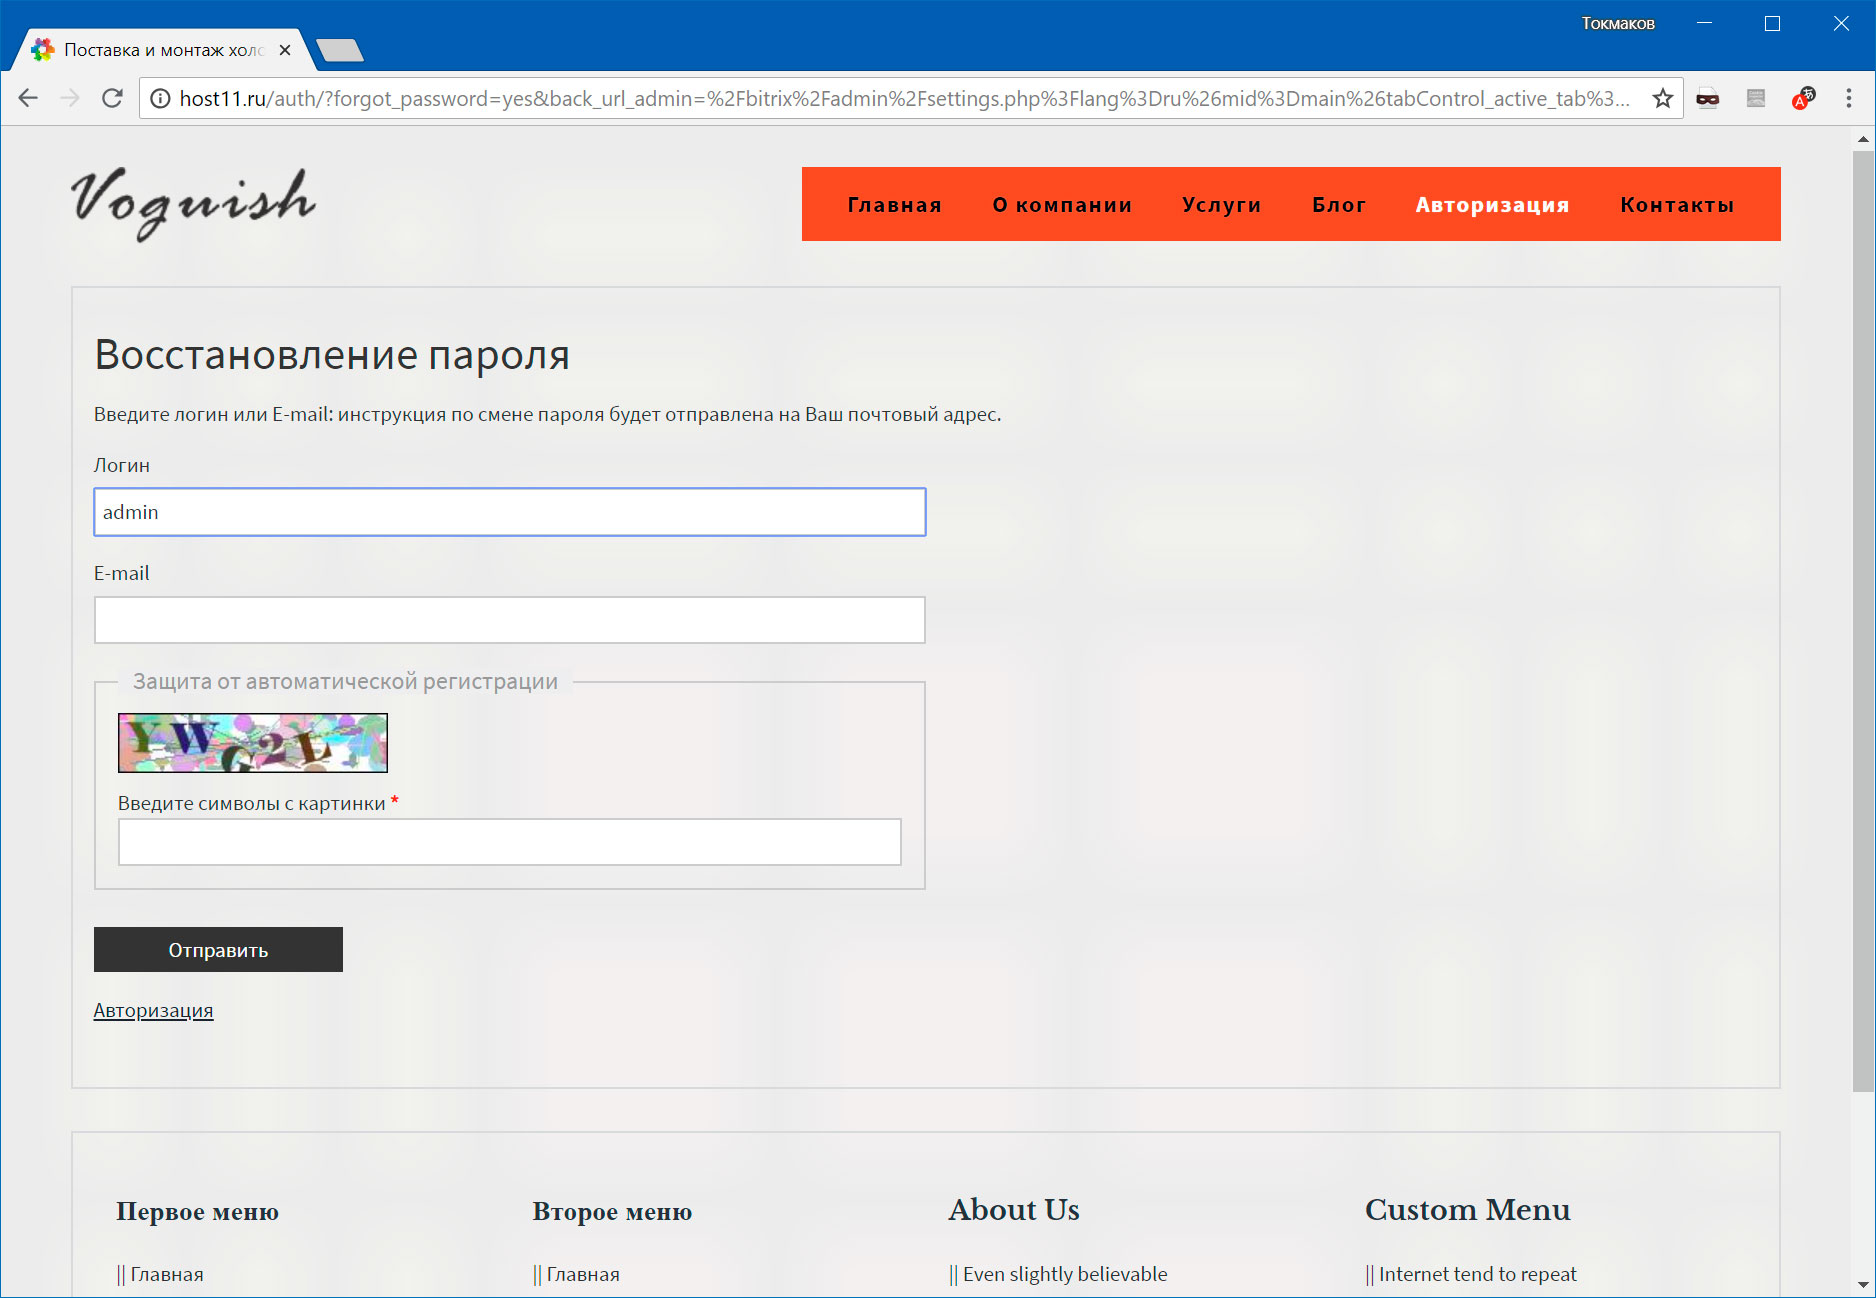 Токмаков
Поставка и монтаж холо
host11.ru/auth/?forgot_password=yes&back_url_admin=%2Fbitrix%2Fadmin%2Fsettings.php%3Flang%3Dru%26mid%3Dmain%26tabControl_active_tab%3...
Voguish
Главная О компании Услуги Блог Авторизация Контакты
Восстановление пароля
Введите логин или E-mail: инструкция по смене пароля будет отправлена на Ваш почтовый адрес.
Логин
admin
E-mail
Защита от автоматической регистрации
Введите символы с картинки *
Отправить
Авторизация
Первое меню Второе меню About Us Custom Menu
|| Главная || Главная || Even slightly believable || Internet tend to repeat